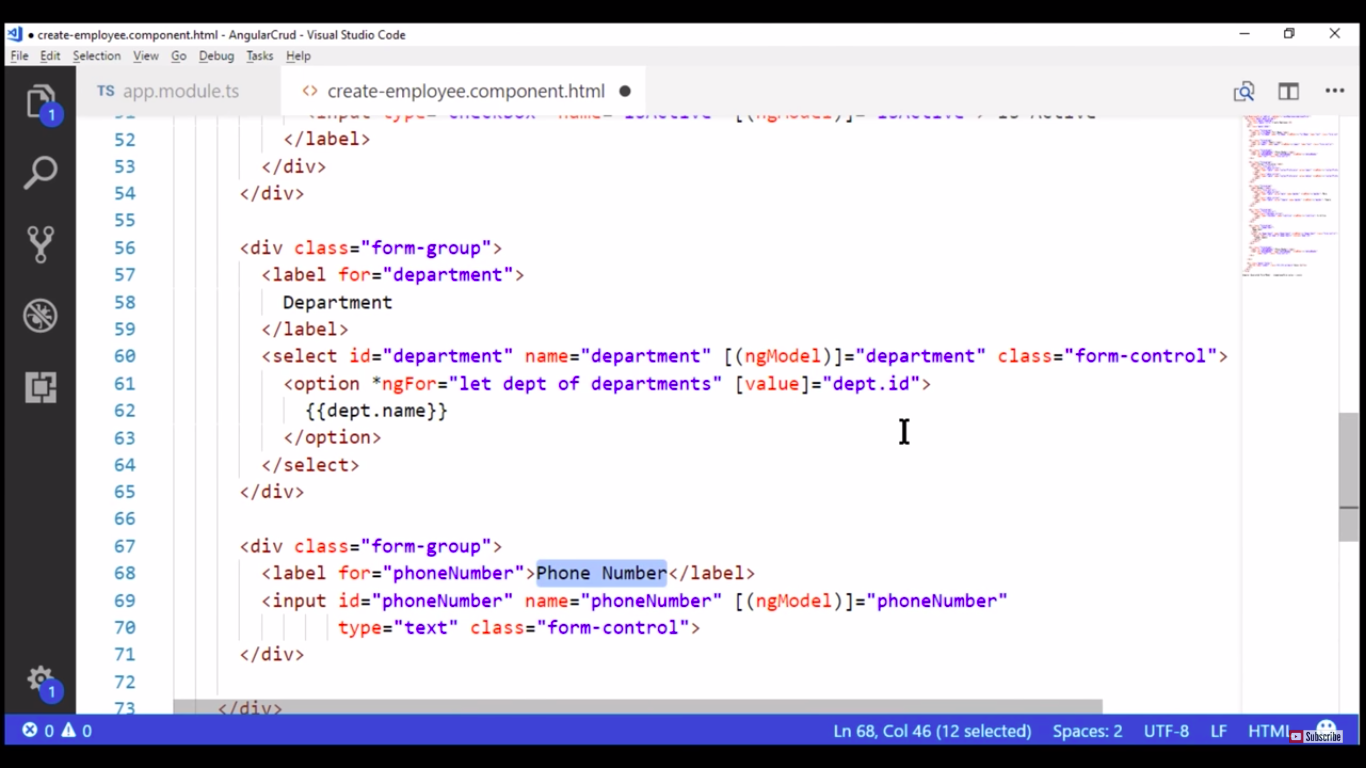 create-employee.component.html - AngularCrud - Visual Studio Code
File Edit Selection View Go Debug Tasks Help
TS app.module.ts <> create-employee.component.html
52 </label>
53 </div>
54 </div>
55
56 <div class="form-group">
57 <label for="department">
58 Department
59 </label>
60 <select id="department" name="department" [(ngModel)]="department" class="form-control">
61 <option *ngFor="let dept of departments" [value]="dept.id">
62 {{dept.name}}
63 </option>
64 </select>
65 </div>
66
67 <div class="form-group">
68 <label for="phoneNumber">Phone Number</label>
69 <input id="phoneNumber" name="phoneNumber" [(ngModel)]="phoneNumber"
70 type="text" class="form-control">
71 </div>
72
73 </div>
1
1
0 0 Ln 68, Col 46 (12 selected) Spaces: 2 UTF-8 LF HTML
Subscribe